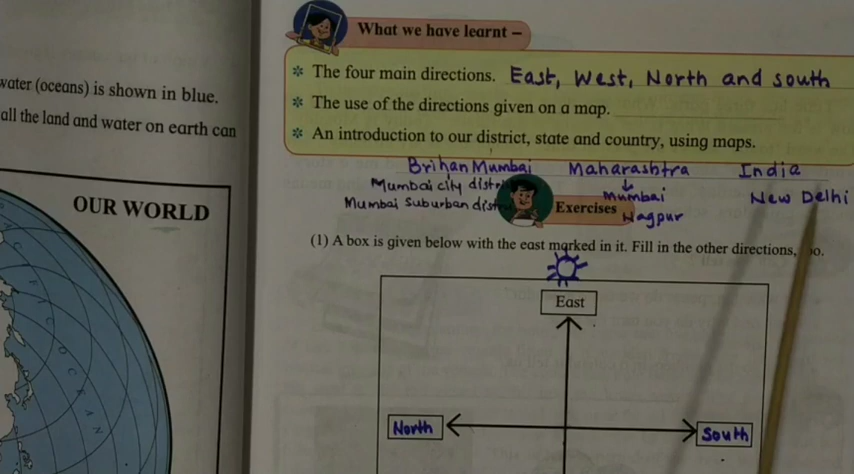 water (oceans) is shown in blue.
all the land and water on earth can
OUR WORLD
OCEAN
What we have learnt –
* The four main directions. East, West, North and South
* The use of the directions given on a map.
* An introduction to our district, state and country, using maps.
Brihan Mumbai Maharashtra India
Mumbai city Mumbai New Delhi
Mumbai Suburban Nagpur
Exercises
(1) A box is given below with the east marked in it. Fill in the other directions,
East
North
South